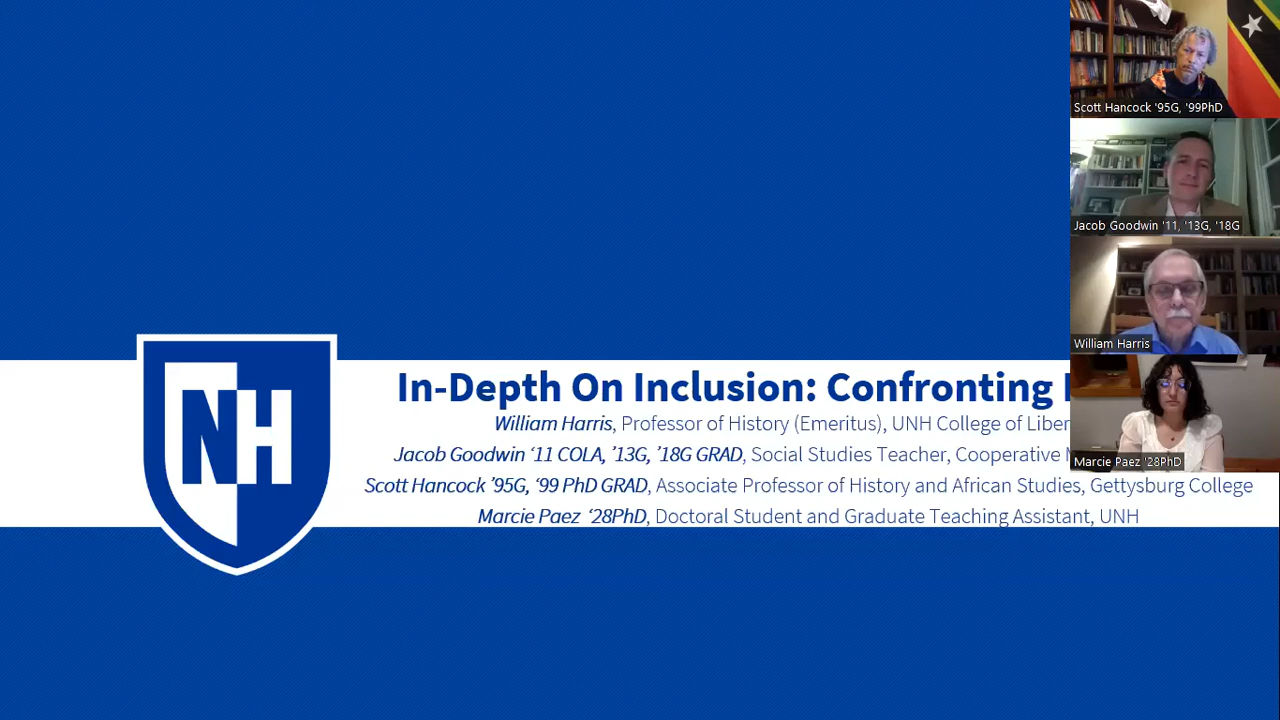 NH
In-Depth On Inclusion: Confronting
William Harris, Professor of History (Emeritus), UNH College of Liber
Jacob Goodwin ‘11 COLA, ’13G, ’18G GRAD, Social Studies Teacher, Cooperative
Scott Hancock ’95G, ‘99 PhD GRAD, Associate Professor of History and African Studies, Gettysburg College
Marcie Paez ‘28PhD, Doctoral Student and Graduate Teaching Assistant, UNH
Scott Hancock '95G, '99PhD
Jacob Goodwin '11, '13G, '18G
William Harris
Marcie Paez '28PhD